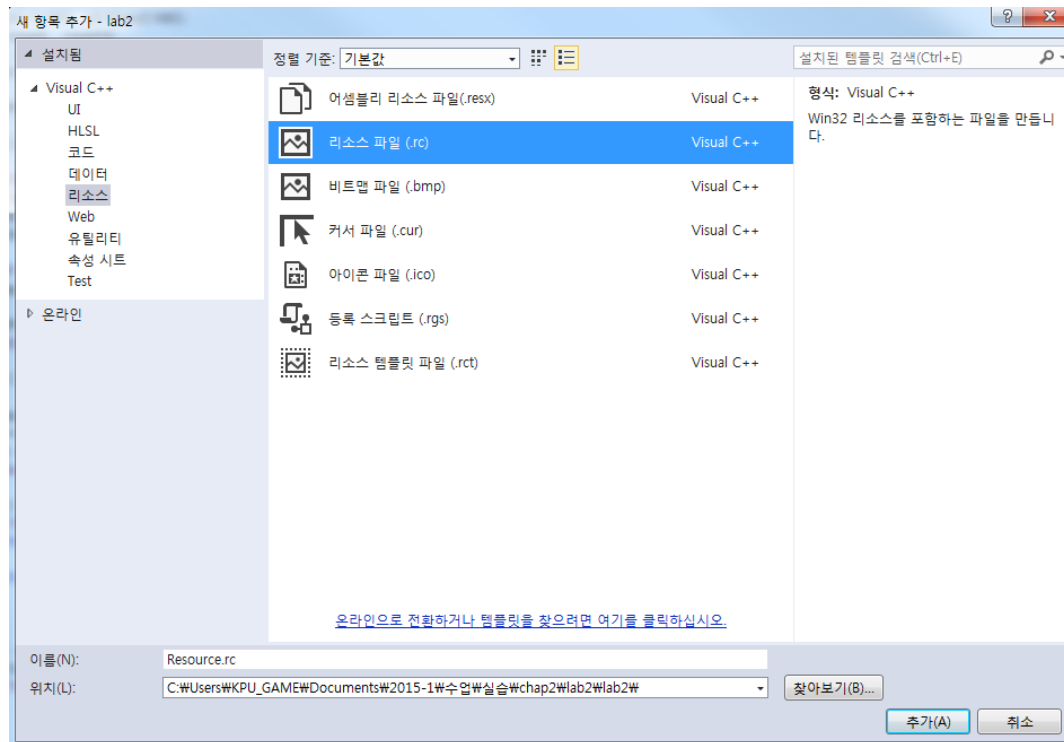 새 항목 추가 - lab2
설치됨
정렬 기준: 기본값
설치된 템플릿 검색(Ctrl+E)
Visual C++
UI
HLSL
코드
데이터
리소스
Web
유틸리티
속성 시트
Test
온라인
어셈블리 리소스 파일(.resx) Visual C++
리소스 파일 (.rc) Visual C++
비트맵 파일 (.bmp) Visual C++
커서 파일 (.cur) Visual C++
아이콘 파일 (.ico) Visual C++
등록 스크립트 (.rgs) Visual C++
리소스 템플릿 파일 (.rct) Visual C++
형식: Visual C++
Win32 리소스를 포함하는 파일을 만듭니
다.
온라인으로 전환하거나 템플릿을 찾으려면 여기를 클릭하십시오.
이름(N): Resource.rc
위치(L): C:₩Users₩KPU_GAME₩Documents₩2015-1₩수업₩실습₩chap2₩lab2₩lab2₩ 찾아보기(B)...
추가(A) 취소